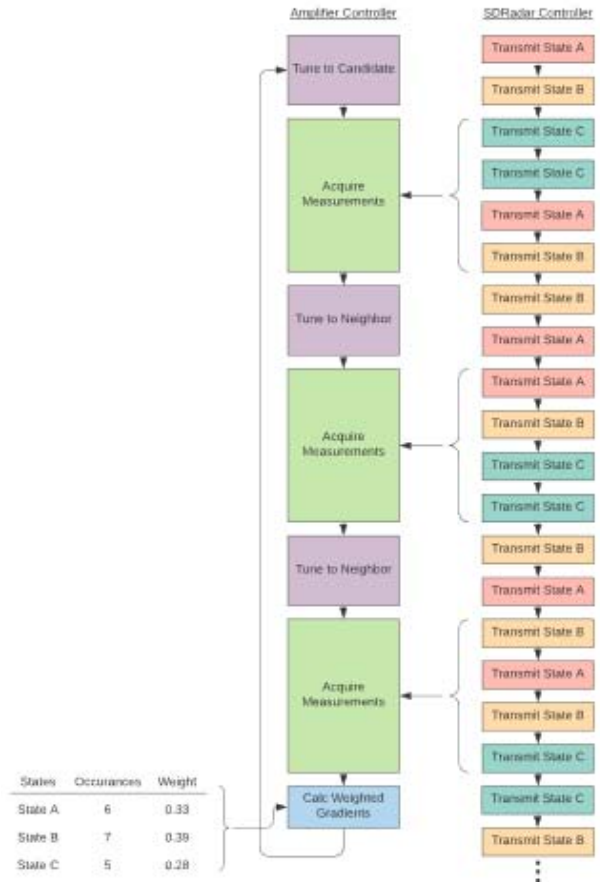 Amplifier Controller
SDRadar Controller
Tune to Candidate
Acquire
Measurements
Tune to Neighbor
Acquire
Measurements
Tune to Neighbor
Acquire
Measurements
Calc Weighted
Gradients
Transmit State A
Transmit State B
Transmit State C
Transmit State C
Transmit State A
Transmit State B
Transmit State B
Transmit State A
Transmit State A
Transmit State B
Transmit State C
Transmit State C
Transmit State B
Transmit State A
Transmit State B
Transmit State A
Transmit State B
Transmit State C
Transmit State C
Transmit State B
States Occurances Weight
State A 6 0.33
State B 7 0.39
State C 5 0.28